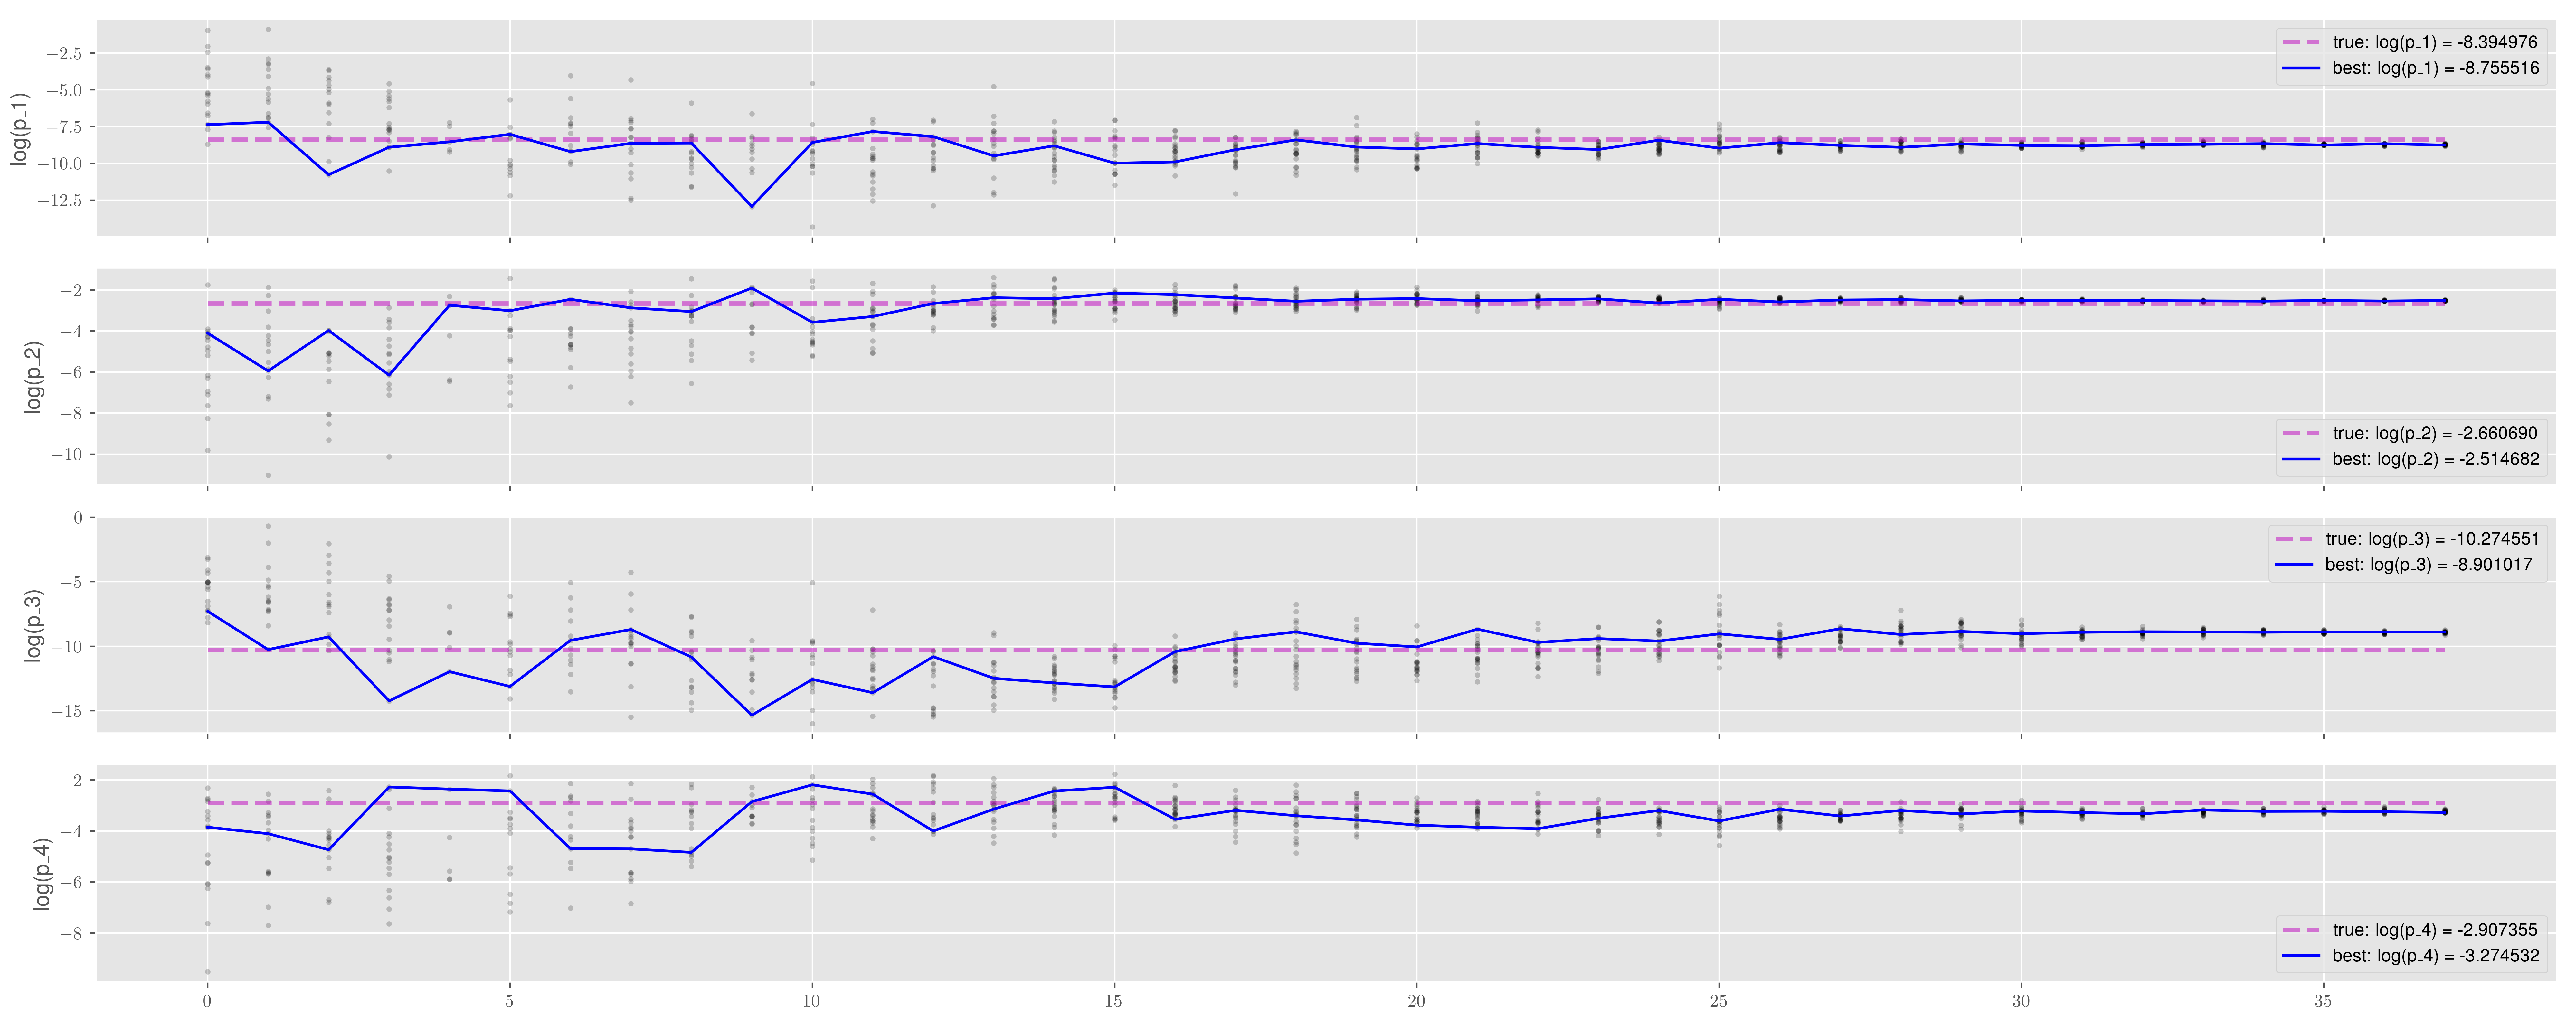 log(p_1)
−2.5
−5.0
−7.5
−10.0
−12.5
true: log(p_1) = -8.394976
best: log(p_1) = -8.755516
log(p_2)
−2
−4
−6
−8
−10
true: log(p_2) = -2.660690
best: log(p_2) = -2.514682
log(p_3)
0
−5
−10
−15
true: log(p_3) = -10.274551
best: log(p_3) = -8.901017
log(p_4)
−2
−4
−6
−8
true: log(p_4) = -2.907355
best: log(p_4) = -3.274532
0 5 10 15 20 25 30 35